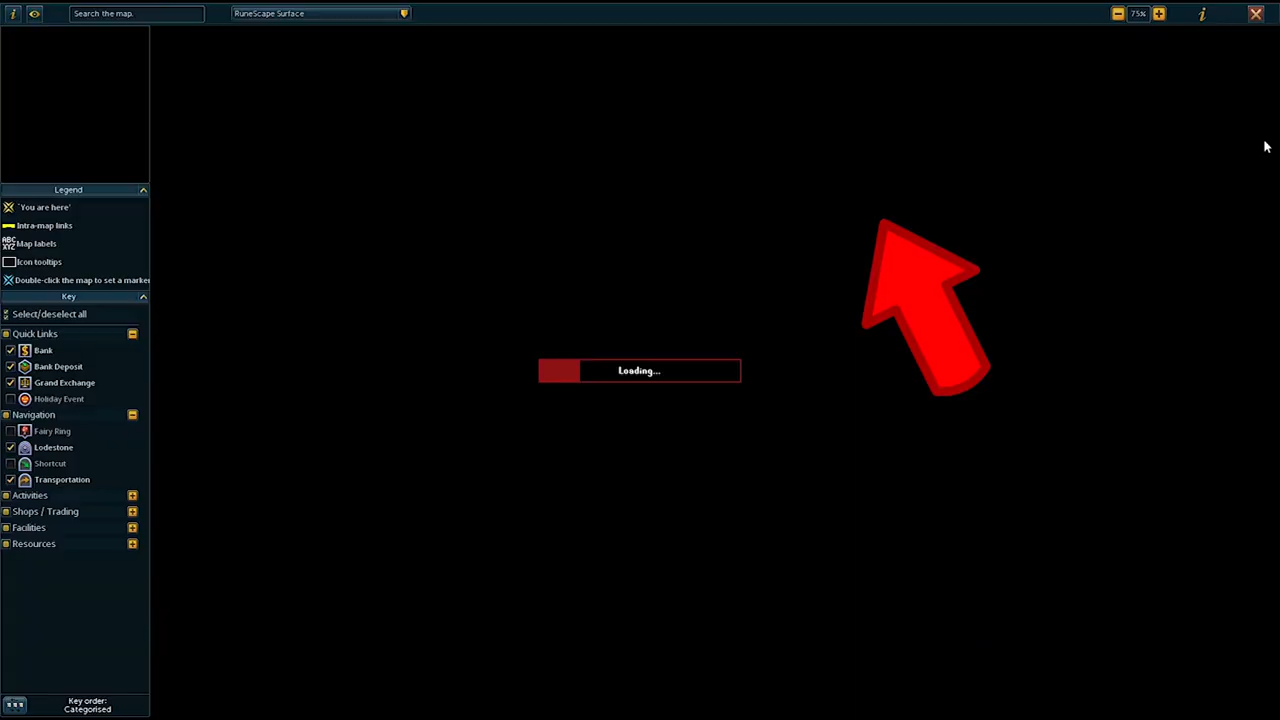 Search the map.
RuneScape Surface
75%
Legend
'You are here'
Intra-map links
ABC
XYZ
Map labels
Icon tooltips
Double-click the map to set a marker
Key
Select/deselect all
Quick Links
Bank
Bank Deposit
Grand Exchange
Holiday Event
Navigation
Fairy Ring
Lodestone
Shortcut
Transportation
Activities
Shops / Trading
Facilities
Resources
Loading...
Key order:
Categorised